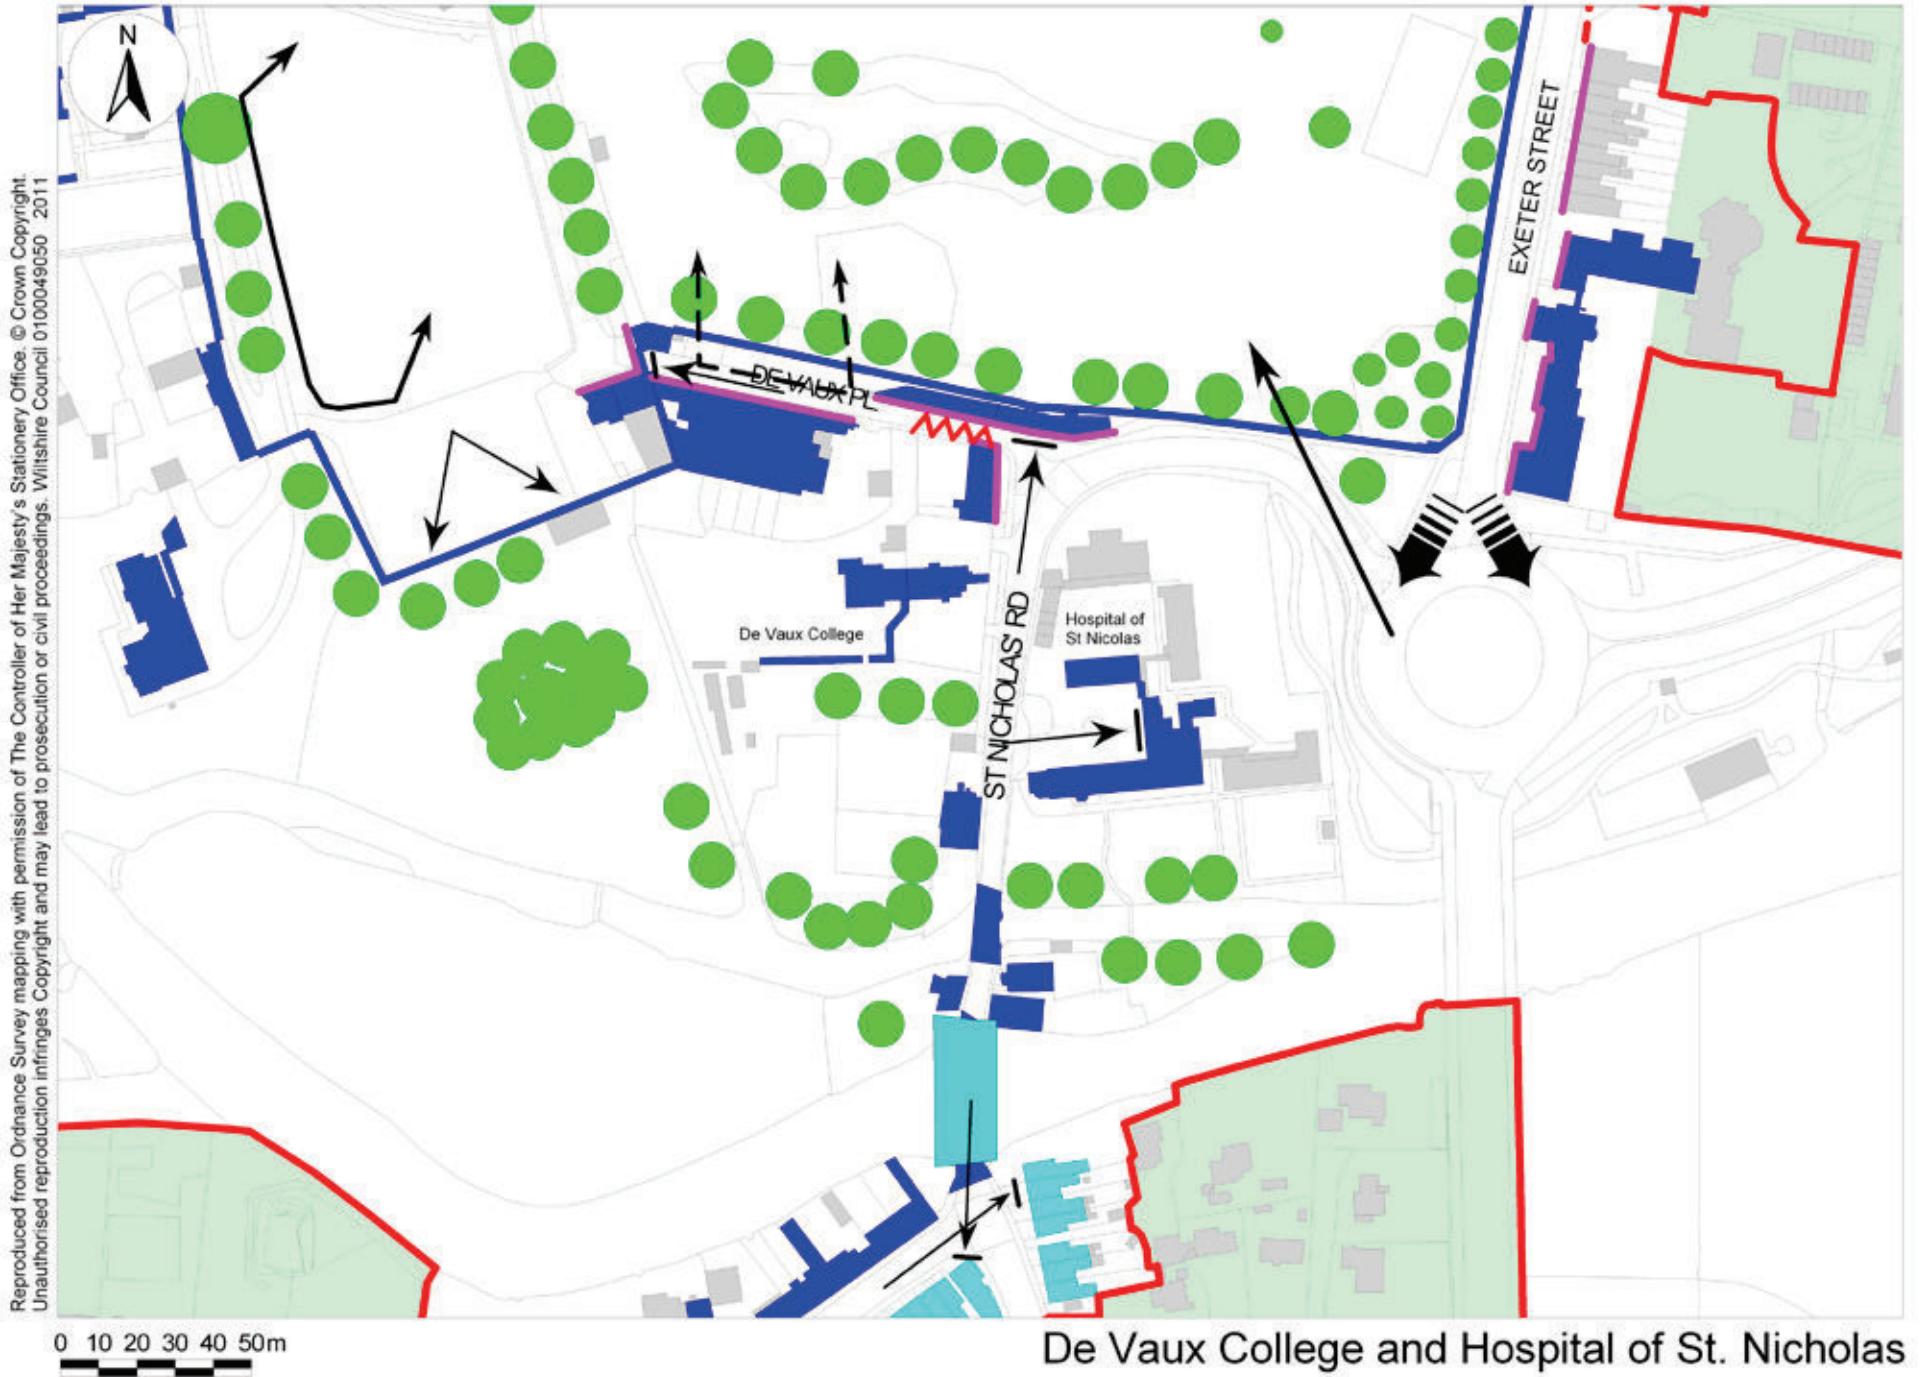 Reproduced from Ordnance Survey mapping with permission of The Controller of Her Majesty's Stationery Office. © Crown Copyright.
Unauthorised reproduction infringes Copyright and may lead to prosecution or civil proceedings. Wiltshire Council 0100049050 2011
N
EXETER STREET
DE VAUX PL
De Vaux College
ST NICHOLAS RD
Hospital of
St Nicolas
0 10 20 30 40 50m
De Vaux College and Hospital of St. Nicholas